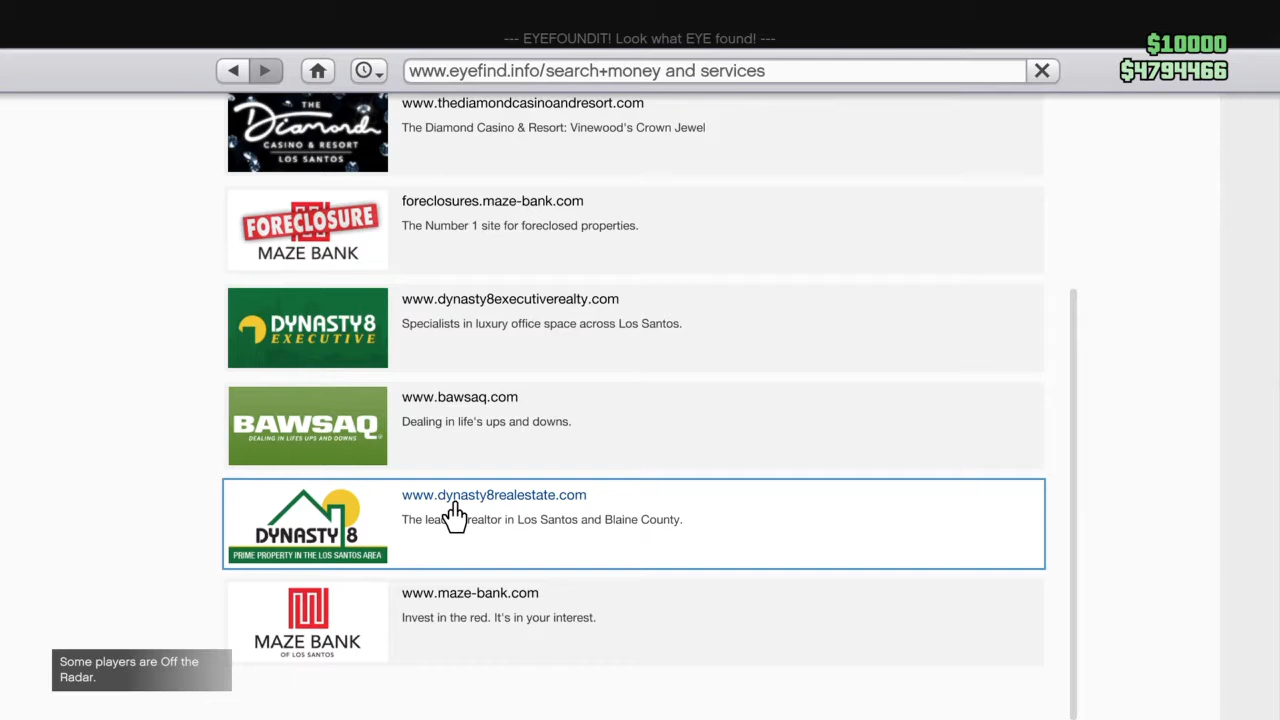 --- EYEFOUNDIT! Look what EYE found! ---
$10000
$4794466
www.eyefind.info/search+money and services
THE
Diamond
CASINO & RESORT
LOS SANTOS
www.thediamondcasinoandresort.com
The Diamond Casino & Resort: Vinewood's Crown Jewel
FORECLOSURE
MAZE BANK
foreclosures.maze-bank.com
The Number 1 site for foreclosed properties.
DYNASTY8
EXECUTIVE
www.dynasty8executiverealty.com
Specialists in luxury office space across Los Santos.
BAWSAQ
DEALING IN LIFES UPS AND DOWNS
www.bawsaq.com
Dealing in life's ups and downs.
DYNASTY 8
PRIME PROPERTY IN THE LOS SANTOS AREA
www.dynasty8realestate.com
The realtor in Los Santos and Blaine County.
MAZE BANK
OF LOS SANTOS
www.maze-bank.com
Invest in the red. It's in your interest.
Some players are Off the
Radar.